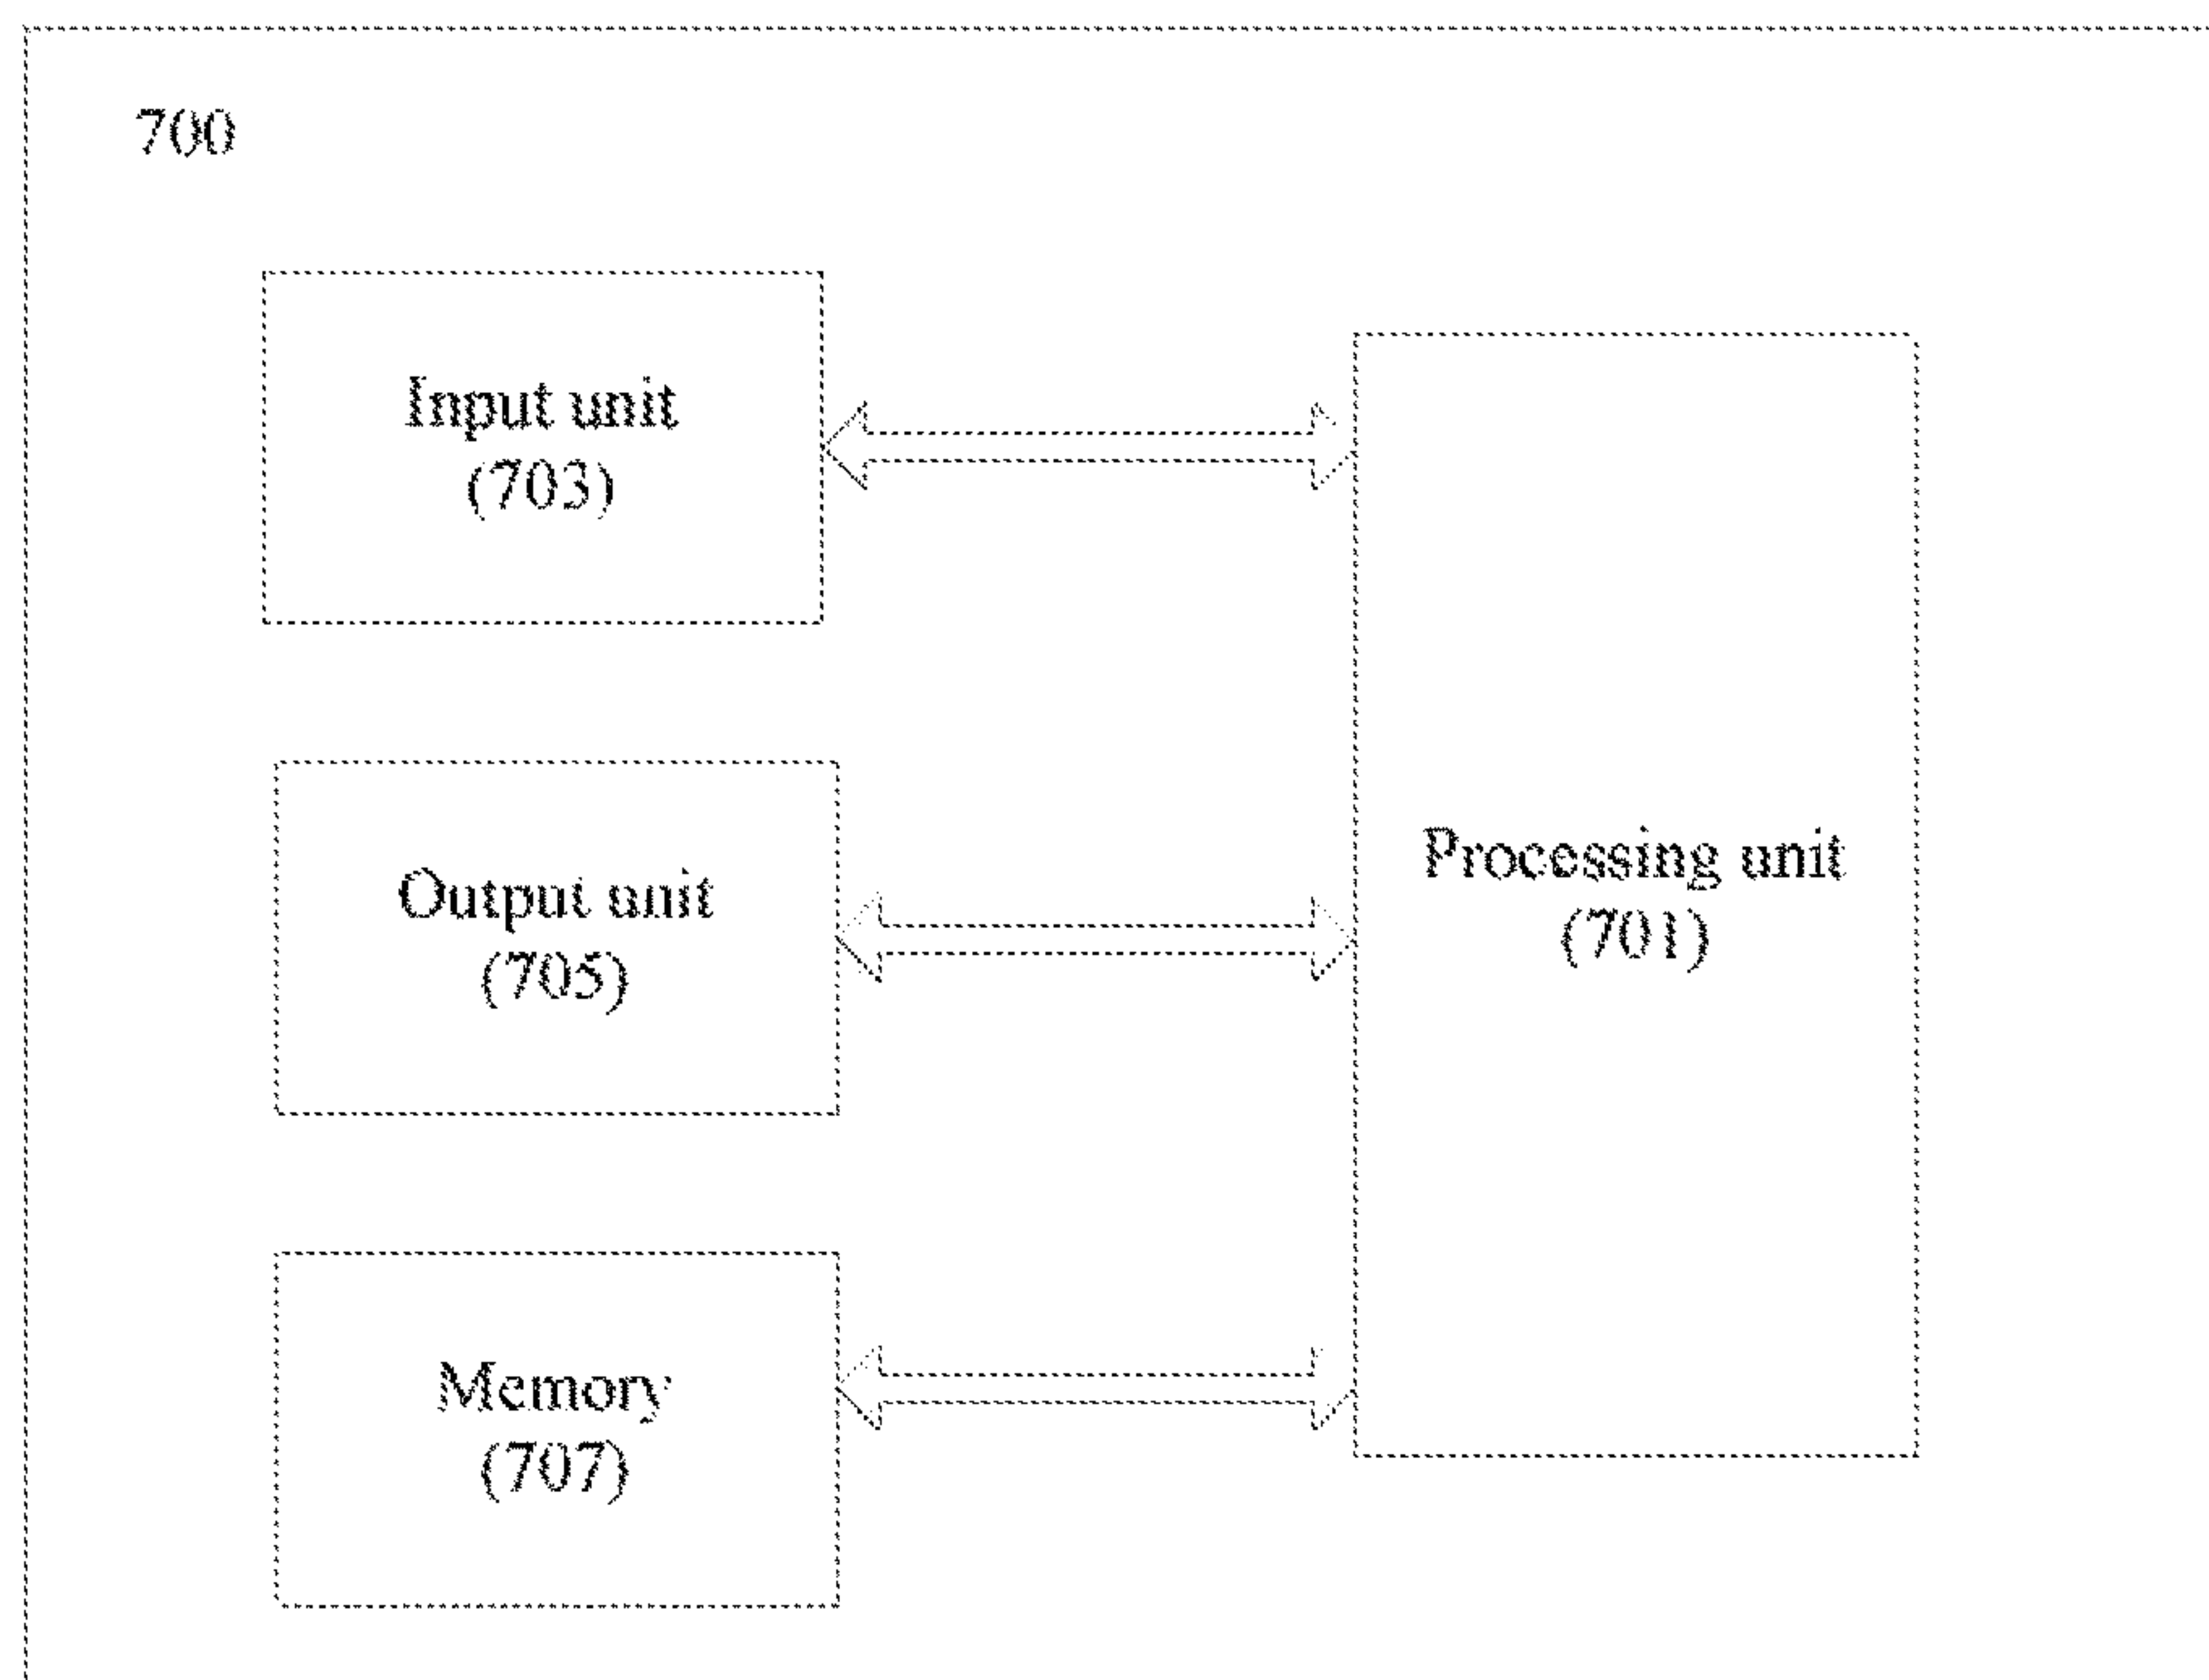 700
Input unit
(703)
Output unit
(705)
Memory
(707)
Processing unit
(701)